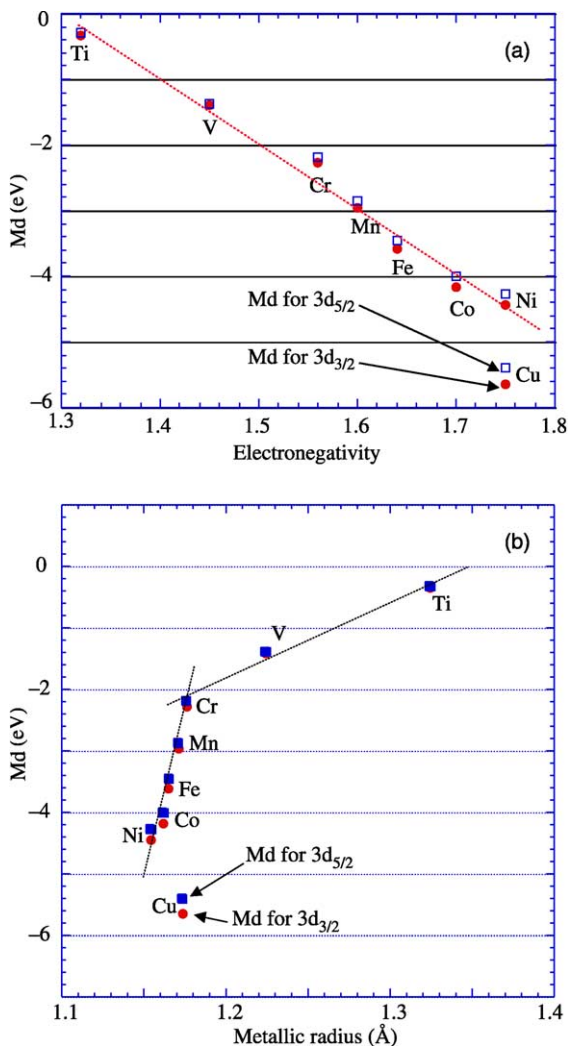 0
(a)
Ti
V
−2
Cr
Md (eV)
Mn
Fe
−4
Co
Ni
Md for 3d5/2
Md for 3d3/2
Cu
−6
1.3 1.4 1.5 1.6 1.7 1.8
Electronegativity
(b)
0
Ti
V
−2
Cr
Md (eV)
Mn
Fe
−4
Co
Ni
Md for 3d5/2
Cu
Md for 3d3/2
−6
1.1 1.2 1.3 1.4
Metallic radius (Å)